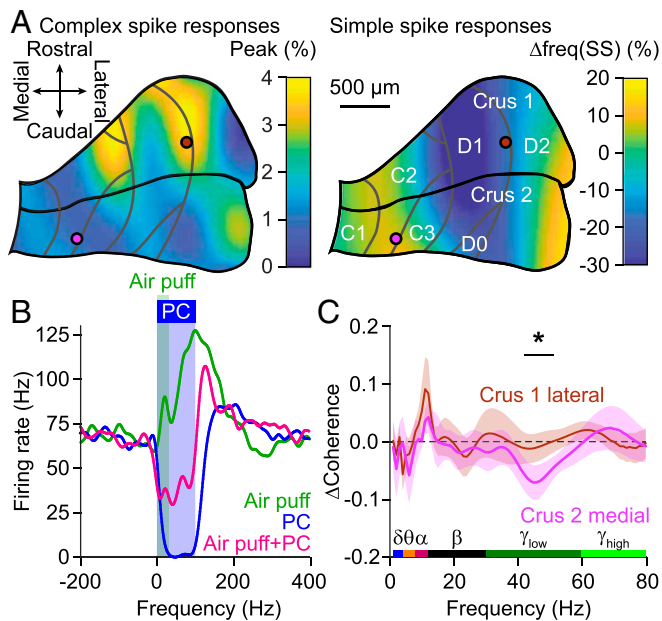 A Complex spike responses
Simple spike responses
Rostral
Medial
Lateral
Caudal
Peak (%)
4
3
2
1
0
500 µm
Δfreq(SS) (%)
20
10
0
-10
-20
-30
Crus 1
D1
D2
C2
Crus 2
C1
C3
D0
B
Air puff
PC
125
100
75
50
25
0
Firing rate (Hz)
Air puff
PC
Air puff+PC
-200
0
200
400
Frequency (Hz)
C
0.2
0.1
0.0
-0.1
-0.2
ΔCoherence
*
Crus 1 lateral
Crus 2 medial
δθα
β
γlow
γhigh
0
20
40
60
80
Frequency (Hz)